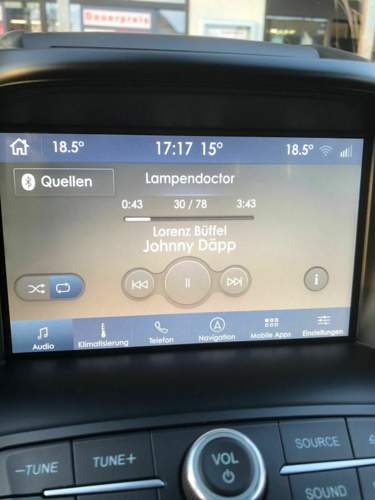 Dauerpreis
18.5° 17:17 15° 18.5°
Quellen
Lampendoctor
0:43 30 / 78 3:43
Lorenz Büffel
Johnny Däpp
i
Audio Klimatisierung Telefon Navigation Mobile Apps Einstellungen
−TUNE TUNE+ VOL SOURCE
SOUND